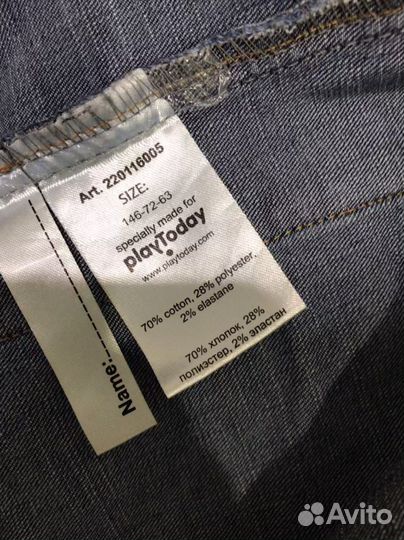 Art. 220116005
SIZE:
146-72-63
specially made for
playToday
www.playtoday.com
70% cotton, 28% polyester,
2% elastane
70% хлопок, 28%
полиэстер, 2% эластан
Name:
Avito